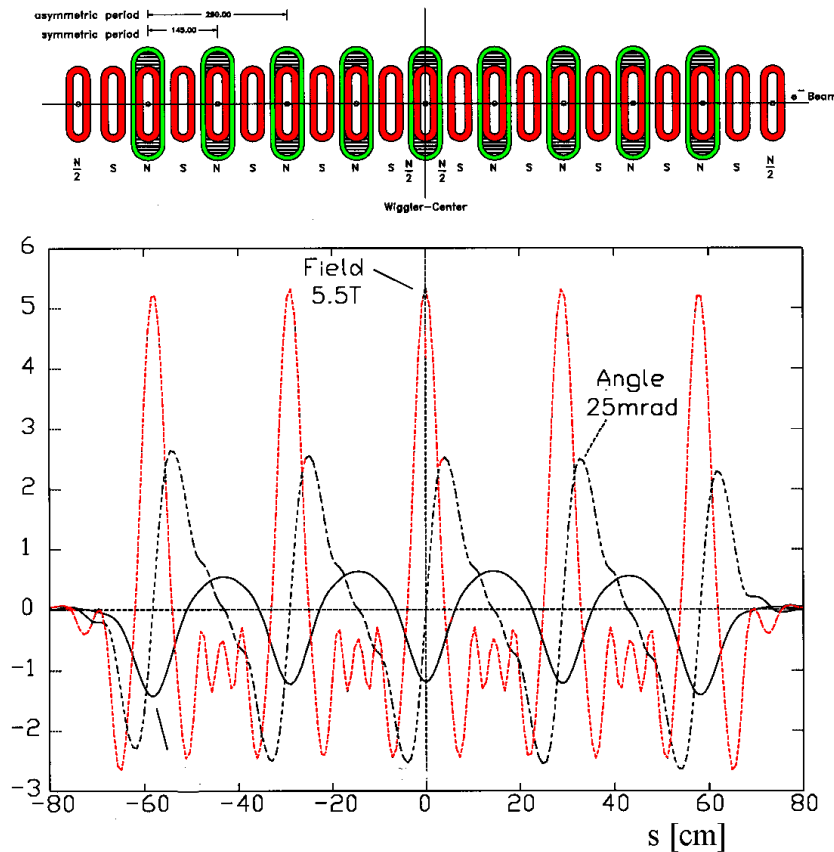 asymmetric period 290.00
symmetric period 145.00
e⁻ Beam
N/2 S N S N S N S N S N/2 N/2 S N S N S N S N S N/2
Wiggler-Center
6
Field
5.5T
5
4
Angle
25mrad
3
2
1
0
-1
-2
-3
-80 -60 -40 -20 0 20 40 60 80
s [cm]